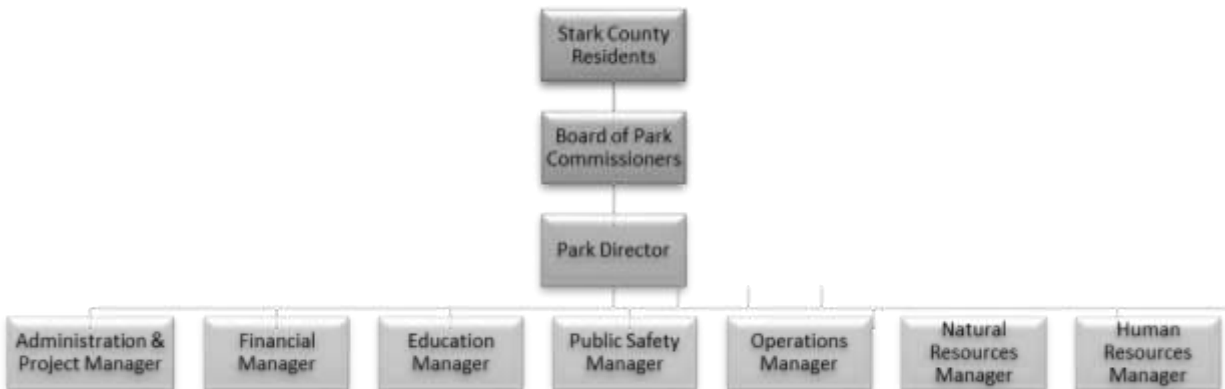 Stark County
Residents
Board of Park
Commissioners
Park Director
Administration &
Project Manager
Financial
Manager
Education
Manager
Public Safety
Manager
Operations
Manager
Natural
Resources
Manager
Human
Resources
Manager